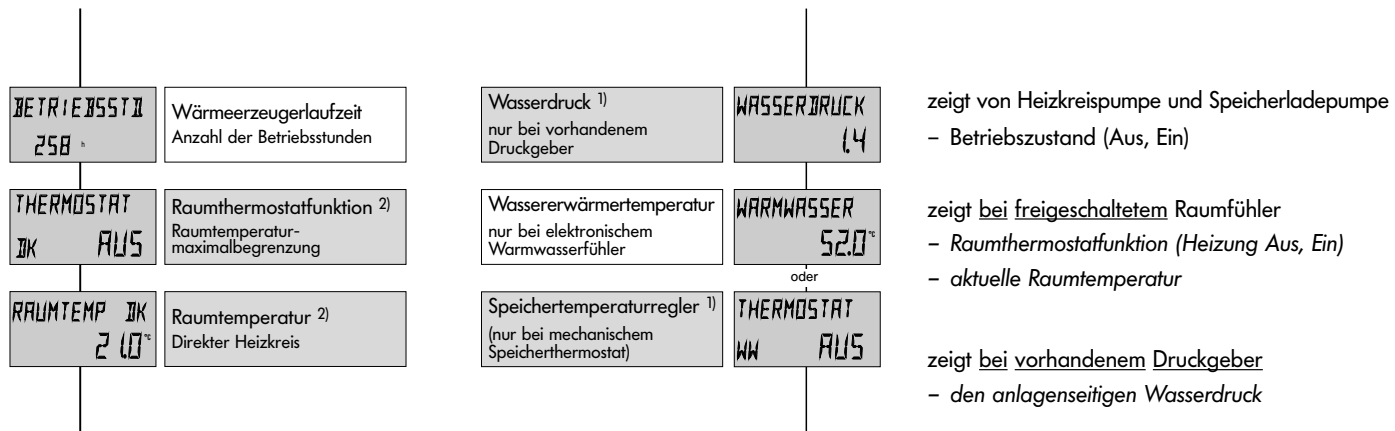 BETRIEBSSTD
258 h
Wärmeerzeugerlaufzeit
Anzahl der Betriebsstunden
THERMOSTAT
DK AUS
Raumthermostatfunktion 2)
Raumtemperatur-
maximalbegrenzung
RAUMTEMP DK
21.0 °C
Raumtemperatur 2)
Direkter Heizkreis
Wasserdruck 1)
nur bei vorhandenem
Druckgeber
WASSERDRUCK
1.4
Wassererwärmertemperatur
nur bei elektronischem
Warmwasserfühler
WARMWASSER
52.0 °C
oder
Speichertemperaturregler 1)
(nur bei mechanischem
Speicherthermostat)
THERMOSTAT
WW AUS
zeigt von Heizkreispumpe und Speicherladepumpe
– Betriebszustand (Aus, Ein)
zeigt bei freigeschaltetem Raumfühler
– Raumthermostatfunktion (Heizung Aus, Ein)
– aktuelle Raumtemperatur
zeigt bei vorhandenem Druckgeber
– den anlagenseitigen Wasserdruck